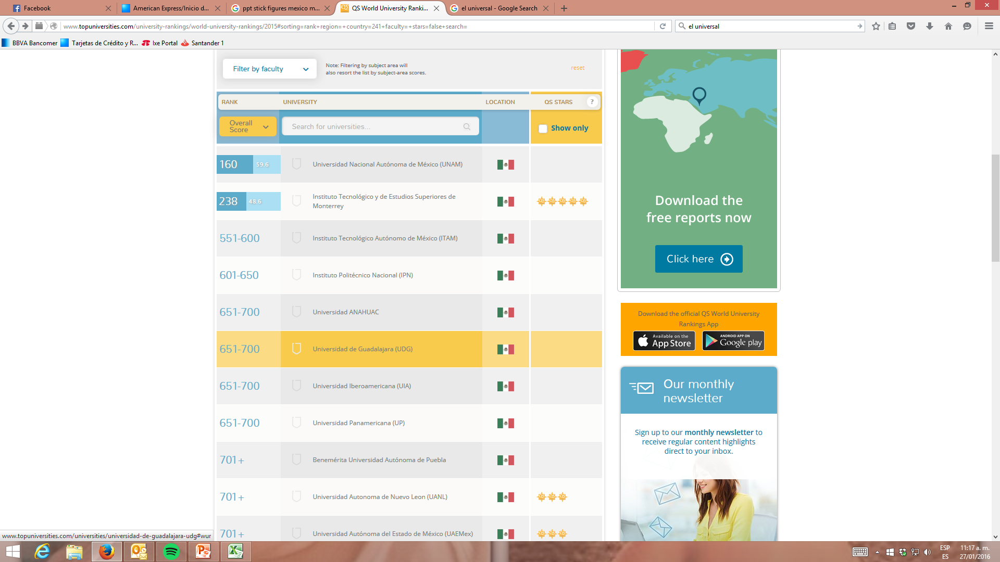 Facebook
American Express/Inicio d...
ppt stick figures mexico m...
QS World University Ranki...
el universal - Google Search
www.topuniversities.com/university-rankings/world-university-rankings/2015#sorting=rank+region=+country=241+faculty=+stars=false+search=
el universal
BBVA Bancomer
Tarjetas de Crédito y R...
Ixe Portal
Santander 1
Filter by faculty
Note: Filtering by subject area will
also resort the list by subject-area scores.
reset
RANK UNIVERSITY LOCATION QS STARS ?
Overall
Score
Search for universities...
Show only
160 59.6 Universidad Nacional Autónoma de México (UNAM)
238 48.6 Instituto Tecnológico y de Estudios Superiores de
Monterrey
551-600 Instituto Tecnológico Autónomo de México (ITAM)
601-650 Instituto Politécnico Nacional (IPN)
651-700 Universidad ANAHUAC
651-700 Universidad de Guadalajara (UDG)
651-700 Universidad Iberoamericana (UIA)
651-700 Universidad Panamericana (UP)
701+ Benemérita Universidad Autónoma de Puebla
701+ Universidad Autonoma de Nuevo Leon (UANL)
701+ Universidad Autónoma del Estado de México (UAEMex)
Download the
free reports now
Click here
Download the official QS World University
Rankings App
Available on the
App Store
ANDROID APP ON
Google play
Our monthly
newsletter
Sign up to our monthly newsletter to
receive regular content highlights
direct to your inbox.
www.topuniversities.com/universities/universidad-de-guadalajara-udg#wur
ESP
ES
11:17 a. m.
27/01/2016